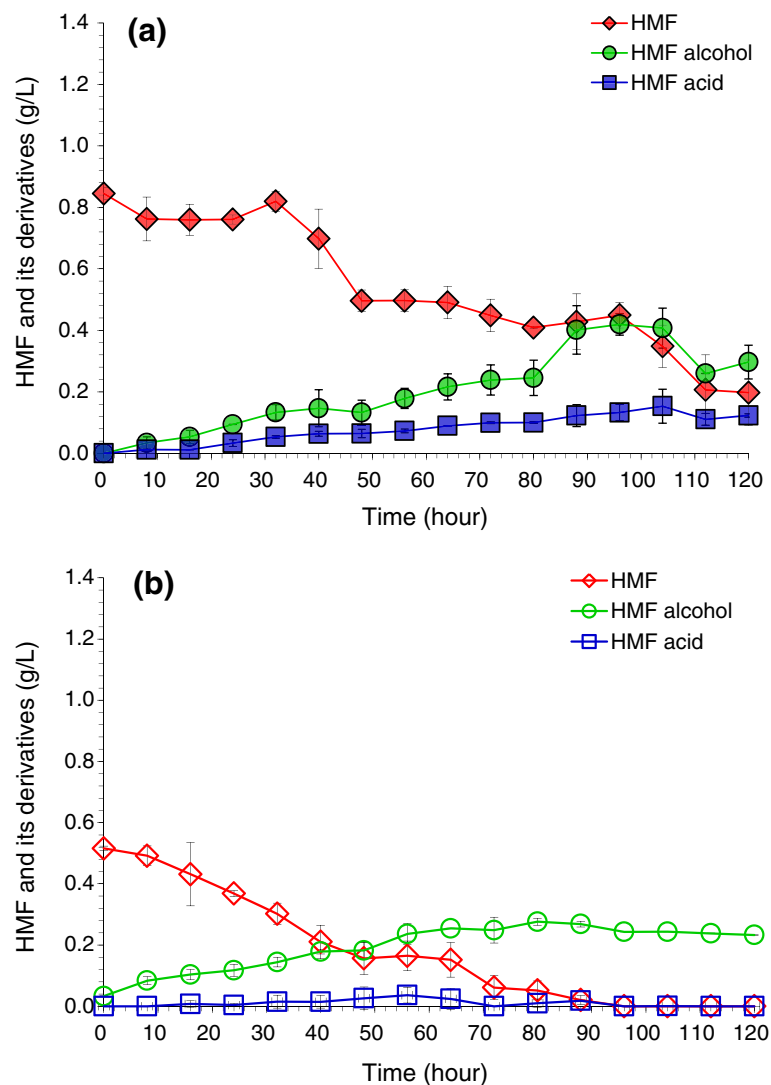 (a)
HMF
HMF alcohol
HMF acid
HMF and its derivatives (g/L)
1.4
1.2
1.0
0.8
0.6
0.4
0.2
0.0
0 10 20 30 40 50 60 70 80 90 100 110 120
Time (hour)
(b)
HMF
HMF alcohol
HMF acid
HMF and its derivatives (g/L)
1.4
1.2
1.0
0.8
0.6
0.4
0.2
0.0
0 10 20 30 40 50 60 70 80 90 100 110 120
Time (hour)